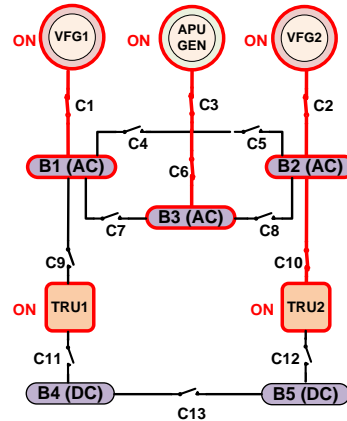 ON VFG1 ON APU GEN ON VFG2
C1 C3 C2
C4 C5
B1 (AC) C6 B2 (AC)
C7 B3 (AC) C8
C9 C10
ON TRU1 ON TRU2
C11 C12
B4 (DC) B5 (DC)
C13